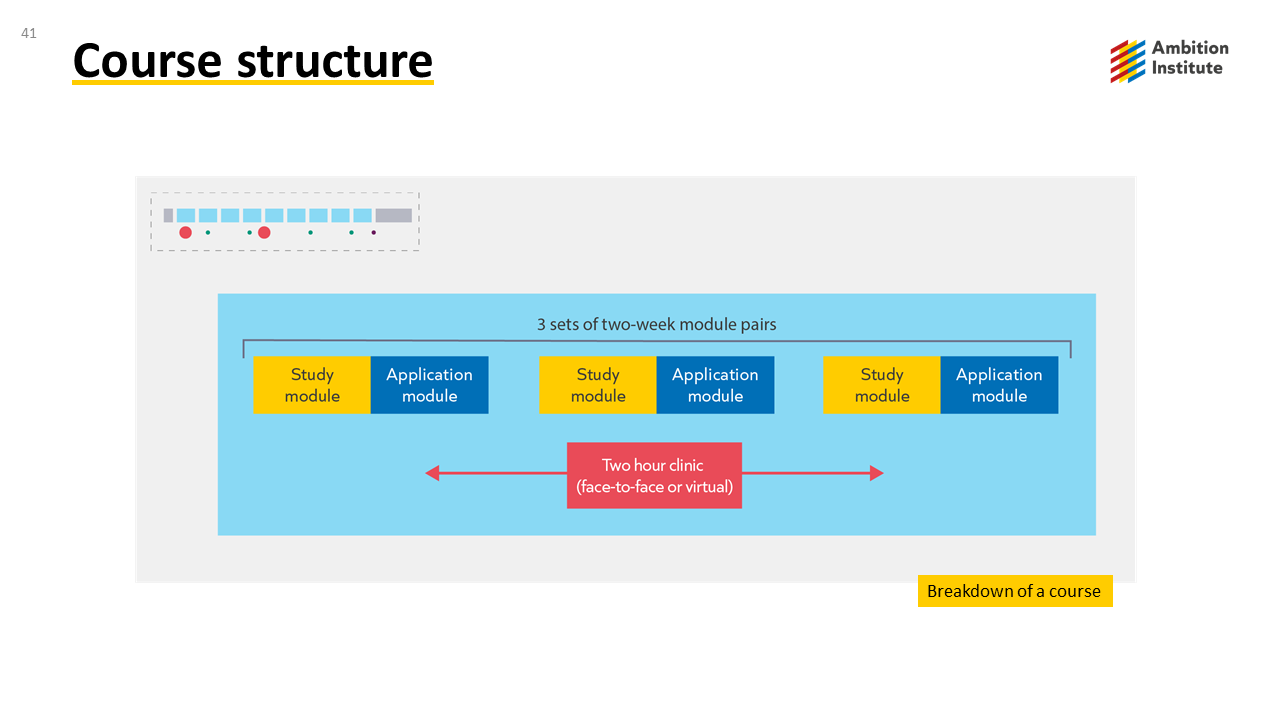 41
Course structure
Ambition
Institute
3 sets of two-week module pairs
Study
module
Application
module
Study
module
Application
module
Study
module
Application
module
Two hour clinic
(face-to-face or virtual)
Breakdown of a course